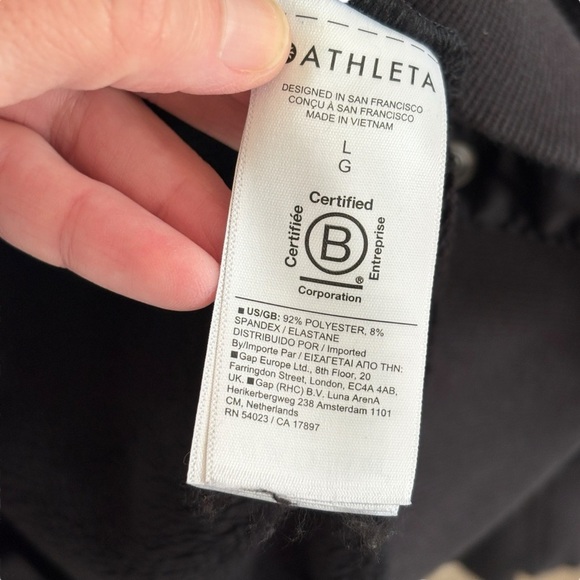 ATHLETA
DESIGNED IN SAN FRANCISCO
CONÇU À SAN FRANCISCO
MADE IN VIETNAM
L
G
Certified
Certifiée
B
Entreprise
®
Corporation
■ US/GB: 92% POLYESTER, 8%
SPANDEX / ELASTANE
DISTRIBUIDO POR / Imported
By/Importe Par / ΕΙΣΑΓΕΤΑΙ ΑΠΟ ΤΗΝ:
■Gap Europe Ltd., 8th Floor, 20
Farringdon Street, London, EC4A 4AB,
UK. ■Gap (RHC) B.V. Luna ArenA
Herikerbergweg 238 Amsterdam 1101
CM, Netherlands
RN 54023 / CA 17897